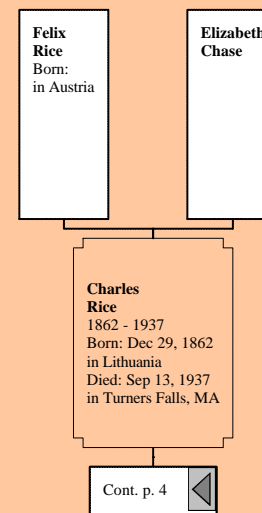 Felix
Rice
Born:
in Austria
Elizabeth
Chase
Charles
Rice
1862 - 1937
Born: Dec 29, 1862
in Lithuania
Died: Sep 13, 1937
in Turners Falls, MA
Cont. p. 4